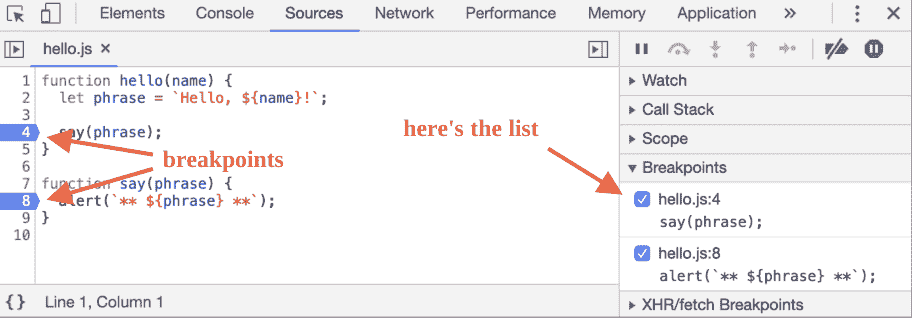 Elements Console Sources Network Performance Memory Application »
hello.js ×
1 function hello(name) {
2 let phrase = `Hello, ${name}!`;
3
4 say(phrase);
5 }
6
7 function say(phrase) {
8 alert(`** ${phrase} **`);
9 }
10
breakpoints
here's the list
{} Line 1, Column 1
Watch
Call Stack
Scope
Breakpoints
hello.js:4
say(phrase);
hello.js:8
alert(`** ${phrase} **`);
XHR/fetch Breakpoints